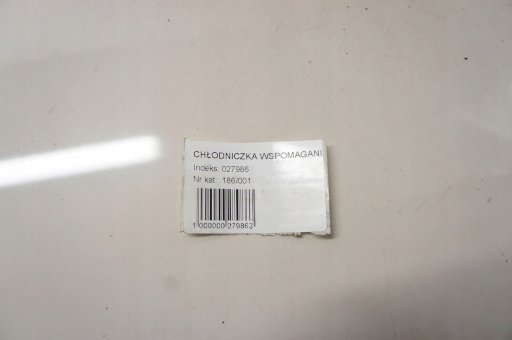 CHŁODNICZKA WSPOMAGANI
Indeks: 027986
Nr kat.: 186/001
1 000000 279863